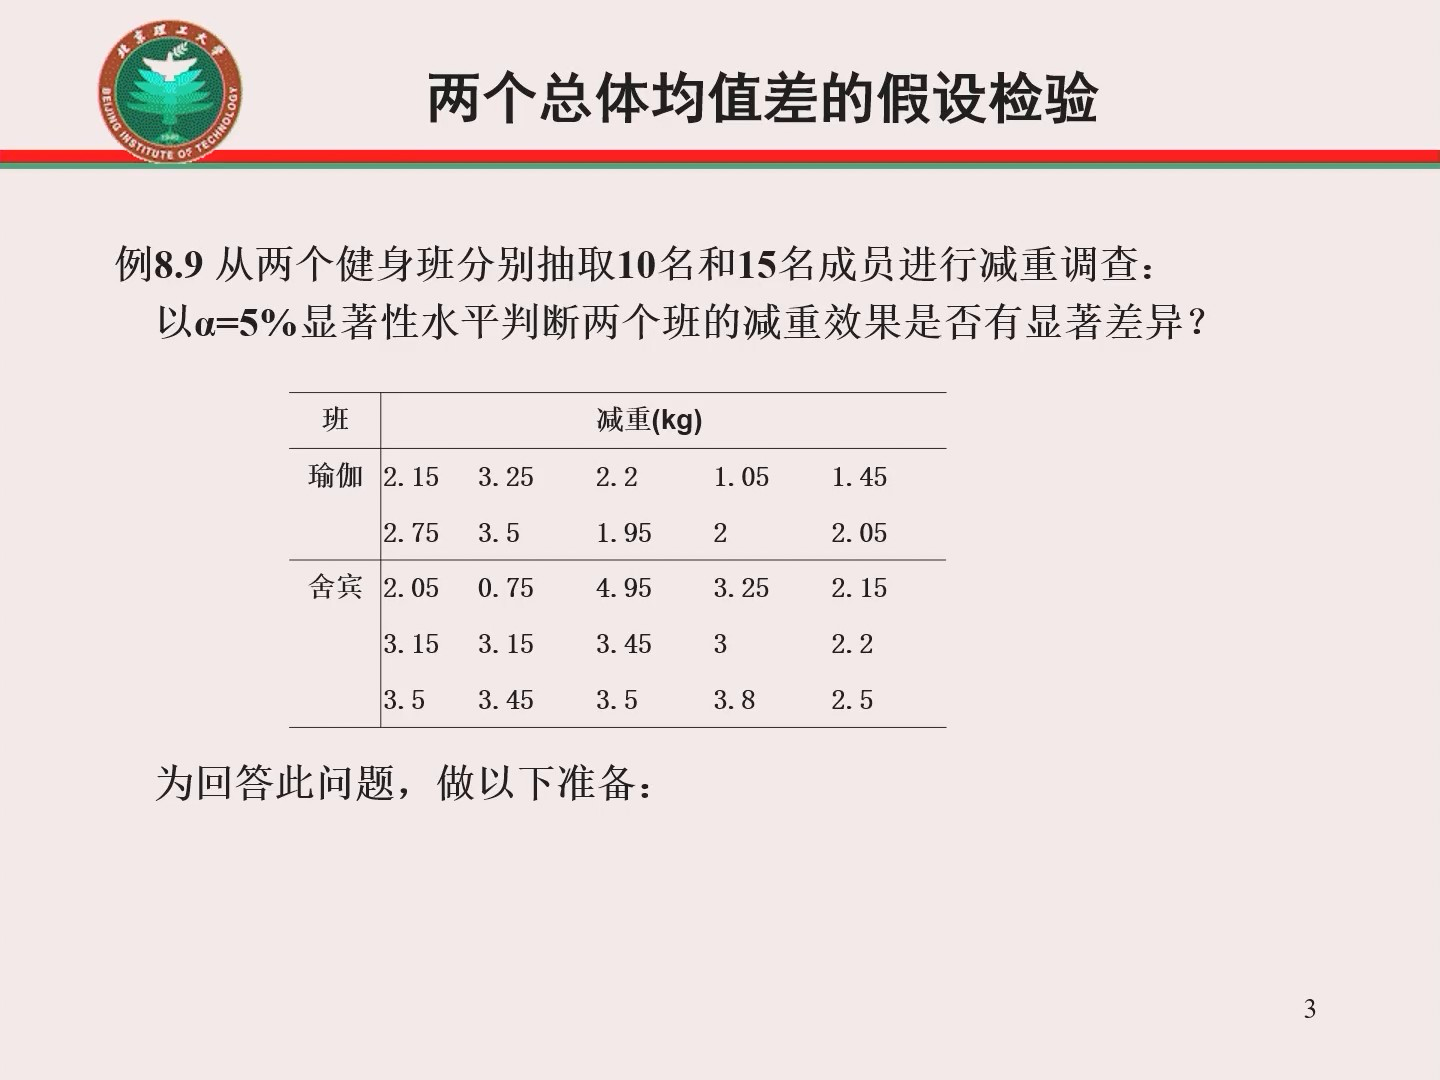 北京理工大学
BEIJING INSTITUTE OF TECHNOLOGY
1940
两个总体均值差的假设检验
例8.9 从两个健身班分别抽取10名和15名成员进行减重调查：
以α=5%显著性水平判断两个班的减重效果是否有显著差异？
班 减重(kg)
瑜伽 2.15 3.25 2.2 1.05 1.45
2.75 3.5 1.95 2 2.05
舍宾 2.05 0.75 4.95 3.25 2.15
3.15 3.15 3.45 3 2.2
3.5 3.45 3.5 3.8 2.5
为回答此问题，做以下准备：
3